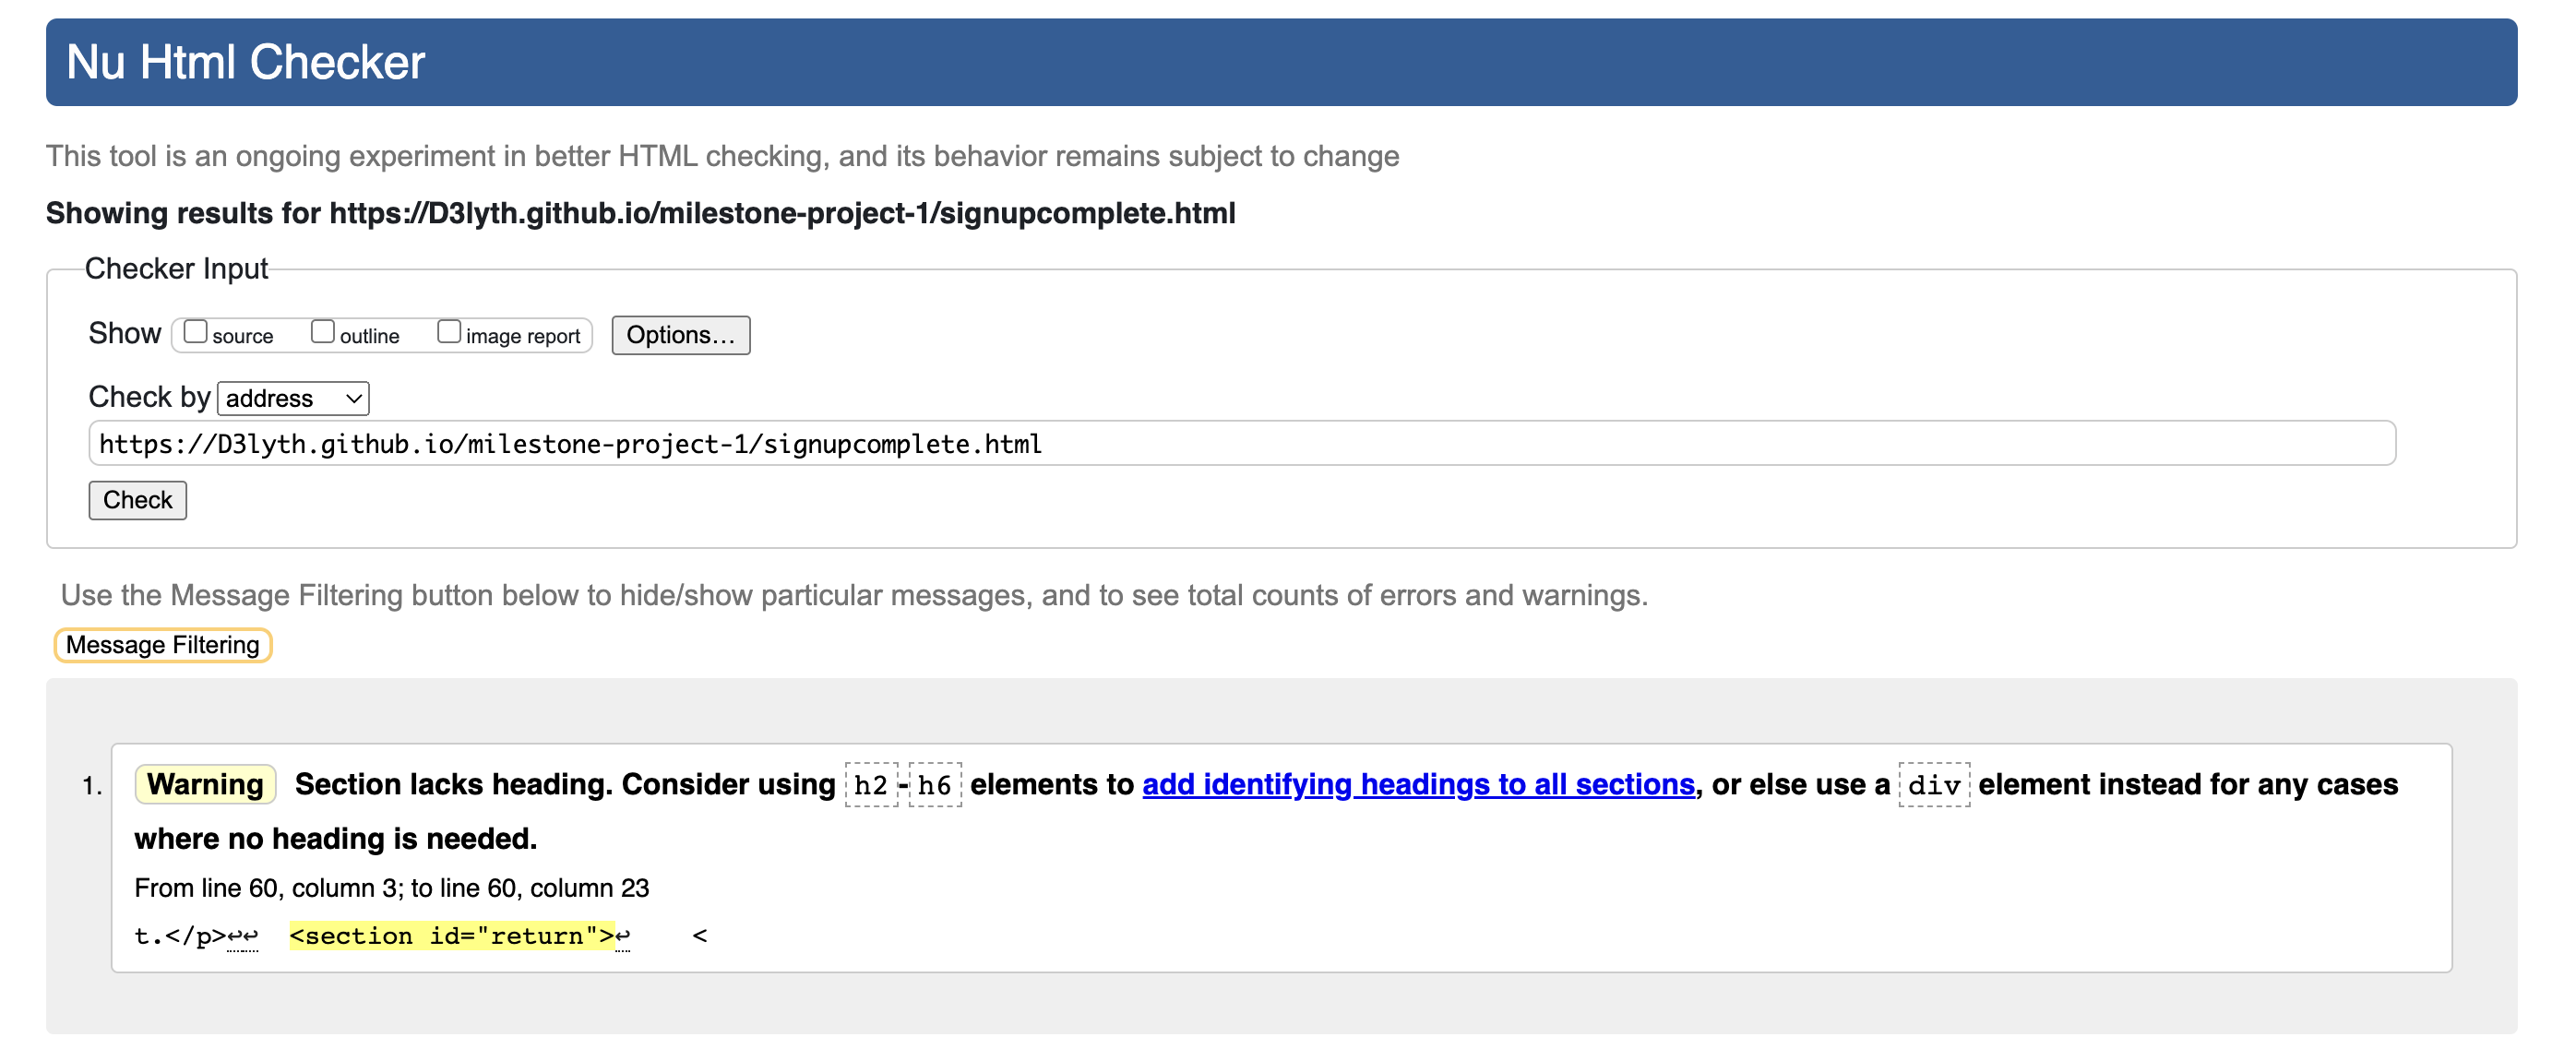 Nu Html Checker
This tool is an ongoing experiment in better HTML checking, and its behavior remains subject to change
Showing results for https://D3lyth.github.io/milestone-project-1/signupcomplete.html
Checker Input
Show source outline image report Options...
Check by address
https://D3lyth.github.io/milestone-project-1/signupcomplete.html
Check
Use the Message Filtering button below to hide/show particular messages, and to see total counts of errors and warnings.
Message Filtering
1. Warning Section lacks heading. Consider using h2-h6 elements to add identifying headings to all sections, or else use a div element instead for any cases
where no heading is needed.
From line 60, column 3; to line 60, column 23
t.</p>↩↩  <section id="return">↩    <